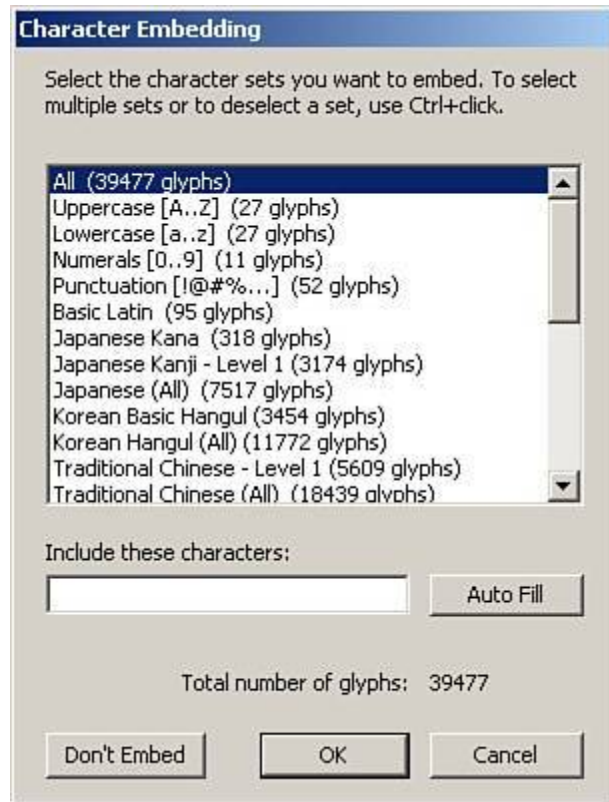 Character Embedding
Select the character sets you want to embed. To select
multiple sets or to deselect a set, use Ctrl+click.
All (39477 glyphs)
Uppercase [A..Z] (27 glyphs)
Lowercase [a..z] (27 glyphs)
Numerals [0..9] (11 glyphs)
Punctuation [!@#%...] (52 glyphs)
Basic Latin (95 glyphs)
Japanese Kana (318 glyphs)
Japanese Kanji - Level 1 (3174 glyphs)
Japanese (All) (7517 glyphs)
Korean Basic Hangul (3454 glyphs)
Korean Hangul (All) (11772 glyphs)
Traditional Chinese - Level 1 (5609 glyphs)
Traditional Chinese (All) (18439 glyphs)
Include these characters:
Auto Fill
Total number of glyphs: 39477
Don't Embed OK Cancel